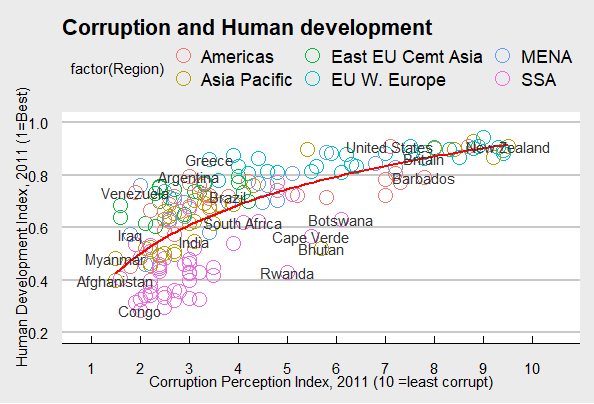 Corruption and Human development
factor(Region)
Americas
East EU Cemt Asia
MENA
Asia Pacific
EU W. Europe
SSA
Human Development Index, 2011 (1=Best)
1.0
0.8
0.6
0.4
0.2
United States
New Zealand
Greece
Britain
Argentina
Barbados
Venezuela
Brazil
South Africa
Botswana
Iraq
India
Cape Verde
Bhutan
Myanmar
Rwanda
Afghanistan
Congo
1 2 3 4 5 6 7 8 9 10
Corruption Perception Index, 2011 (10 =least corrupt)